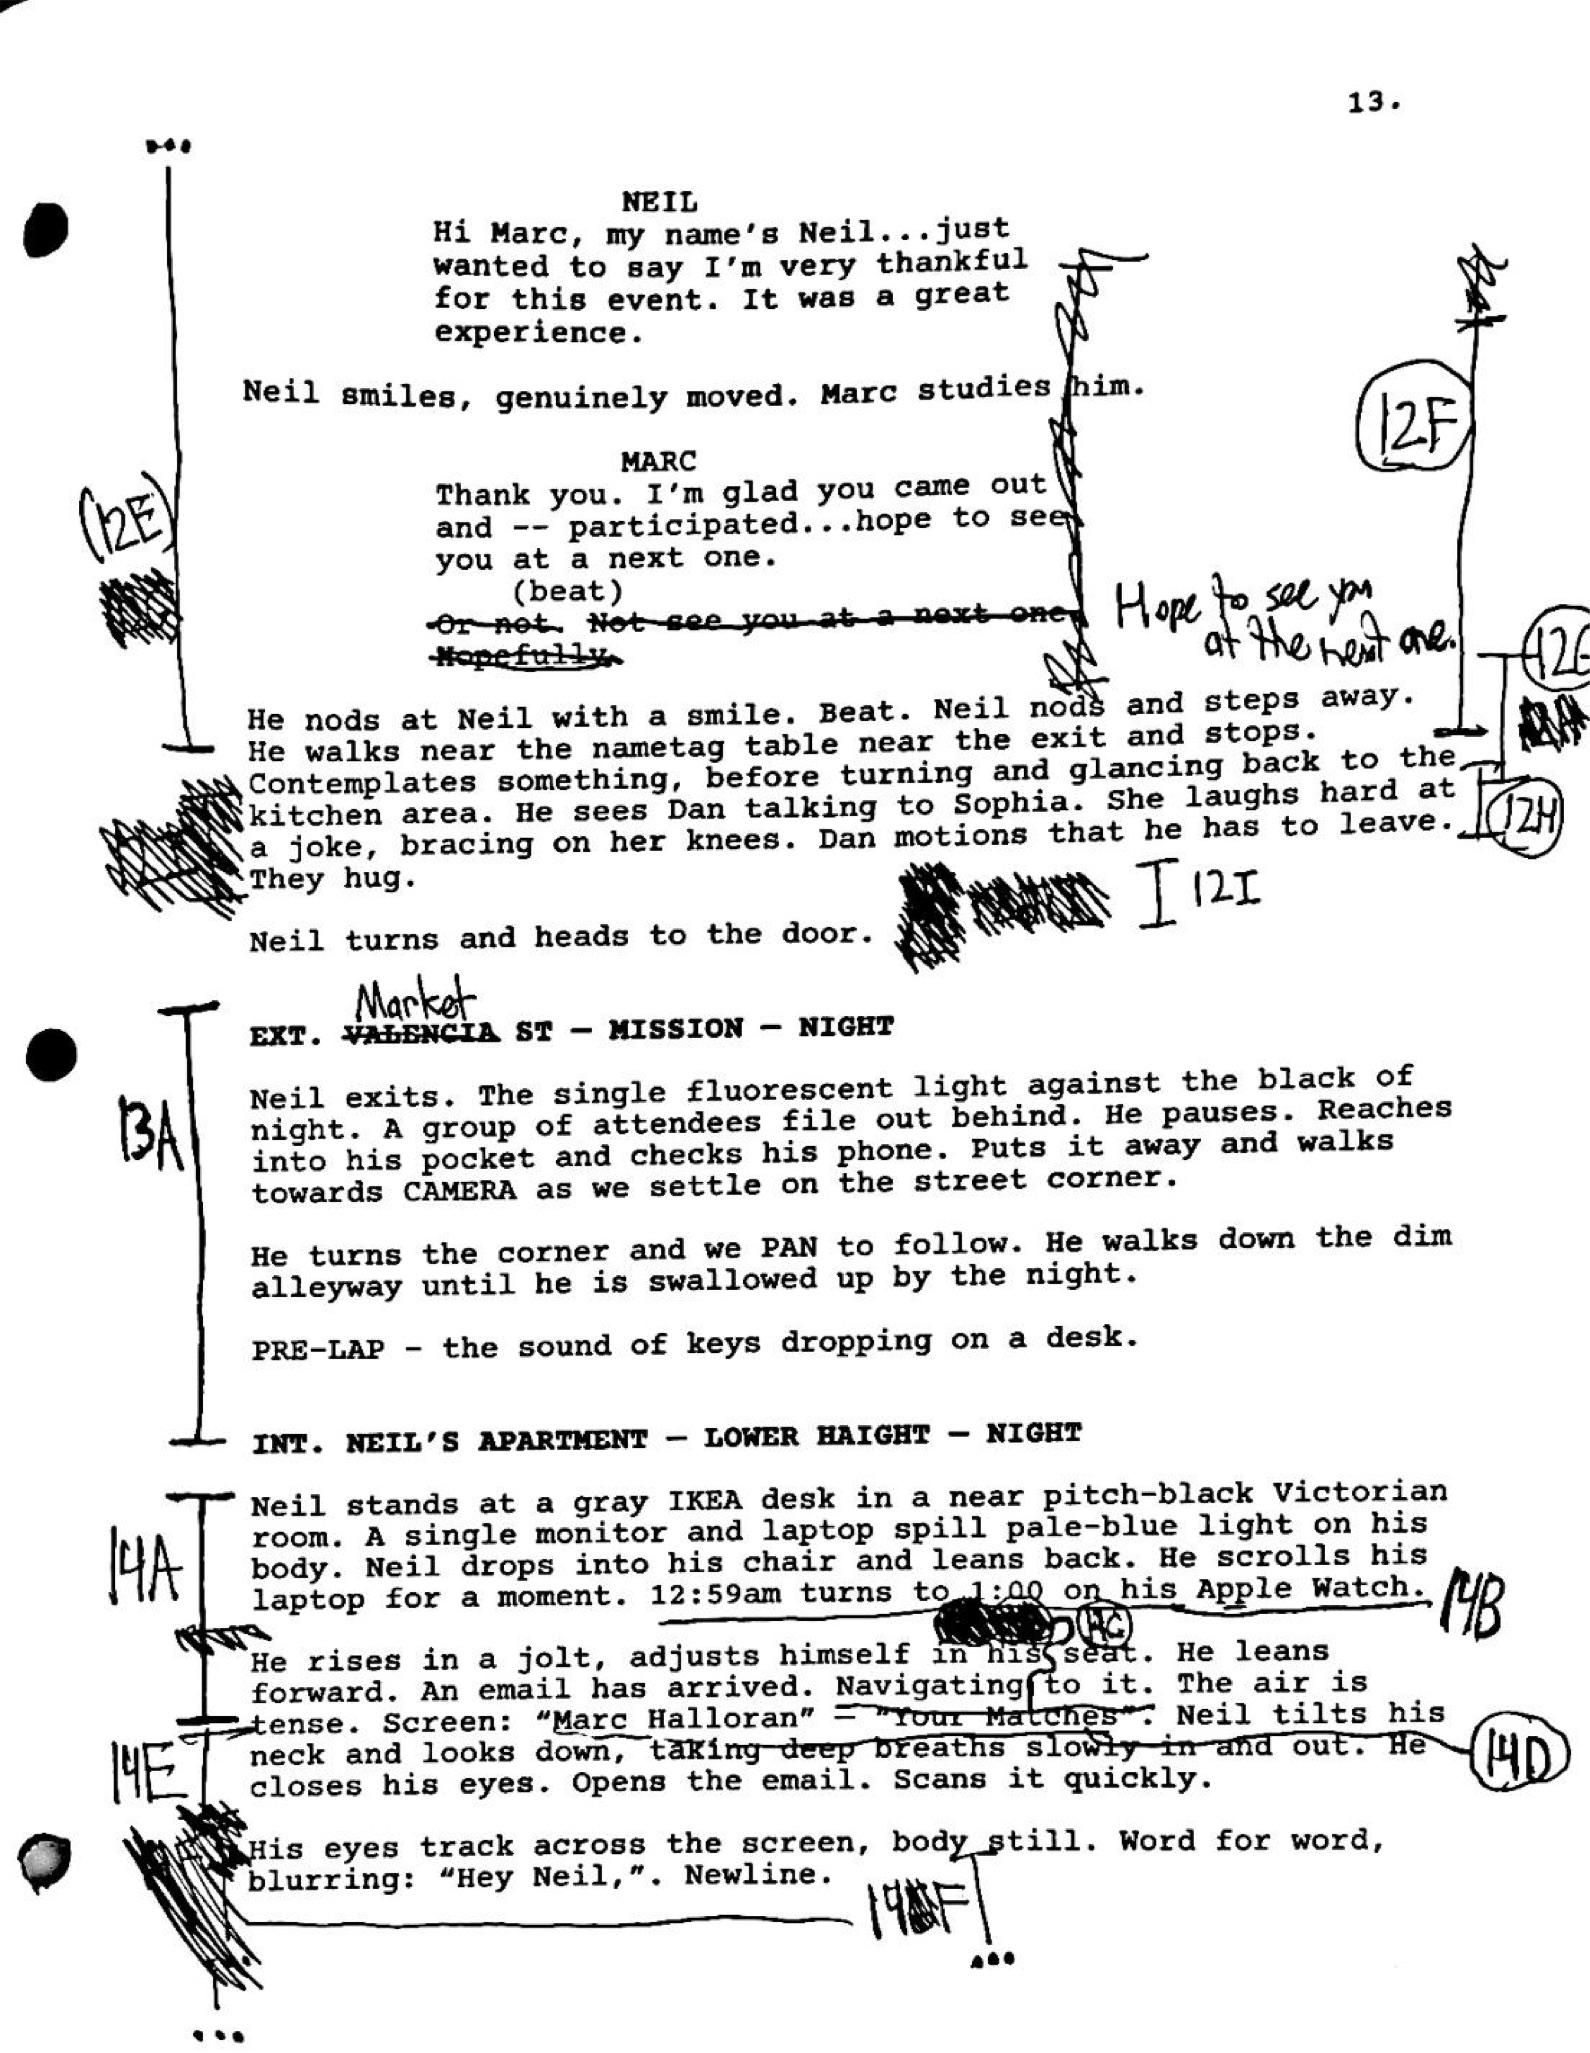 13.
...
NEIL
Hi Marc, my name's Neil...just
wanted to say I'm very thankful
for this event. It was a great
experience.
12F
Neil smiles, genuinely moved. Marc studies him.
MARC
Thank you. I'm glad you came out
(12E)
and -- participated...hope to see
you at a next one.
(beat)
Or not. Not see you at a next one.
Hopefully.
Hope to see you
at the next one.
12G
He nods at Neil with a smile. Beat. Neil nods and steps away.
He walks near the nametag table near the exit and stops.
Contemplates something, before turning and glancing back to the
kitchen area. He sees Dan talking to Sophia. She laughs hard at
12H
a joke, bracing on her knees. Dan motions that he has to leave.
They hug.
12I
Neil turns and heads to the door.
Market
EXT. VALENCIA ST – MISSION – NIGHT
13A
Neil exits. The single fluorescent light against the black of
night. A group of attendees file out behind. He pauses. Reaches
into his pocket and checks his phone. Puts it away and walks
towards CAMERA as we settle on the street corner.
He turns the corner and we PAN to follow. He walks down the dim
alleyway until he is swallowed up by the night.
PRE-LAP – the sound of keys dropping on a desk.
INT. NEIL'S APARTMENT – LOWER HAIGHT – NIGHT
14A
Neil stands at a gray IKEA desk in a near pitch-black Victorian
room. A single monitor and laptop spill pale-blue light on his
body. Neil drops into his chair and leans back. He scrolls his
laptop for a moment. 12:59am turns to 1:00 on his Apple Watch.
14B
14C
He rises in a jolt, adjusts himself in his seat. He leans
forward. An email has arrived. Navigating to it. The air is
tense. Screen: "Marc Halloran" – "Your Matches". Neil tilts his
14E
neck and looks down, taking deep breaths slowly in and out. He
14D
closes his eyes. Opens the email. Scans it quickly.
His eyes track across the screen, body still. Word for word,
blurring: "Hey Neil,". Newline.
14F
...
...